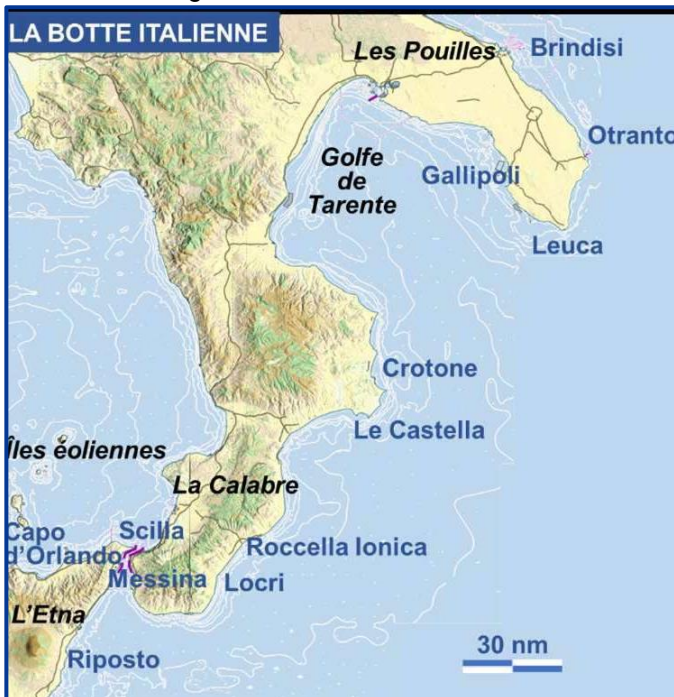 LA BOTTE ITALIENNE
Les Pouilles
Brindisi
Otranto
Golfe
de
Tarente
Gallipoli
Leuca
Crotone
Le Castella
Îles éoliennes
La Calabre
Capo
d'Orlando
Scilla
Messina
Roccella Ionica
Locri
L'Etna
Riposto
30 nm